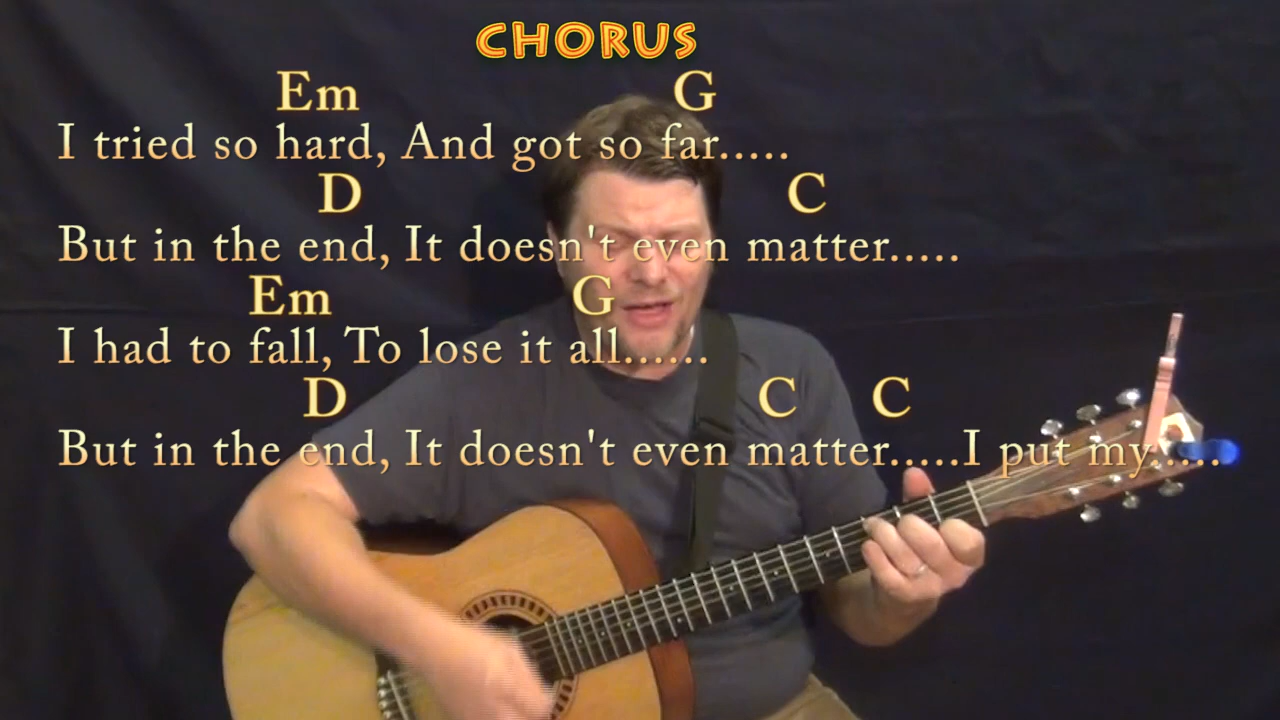 CHORUS
Em G
I tried so hard, And got so far.....
D C
But in the end, It doesn't even matter.....
Em G
I had to fall, To lose it all......
D C C
But in the end, It doesn't even matter.....I put my.....